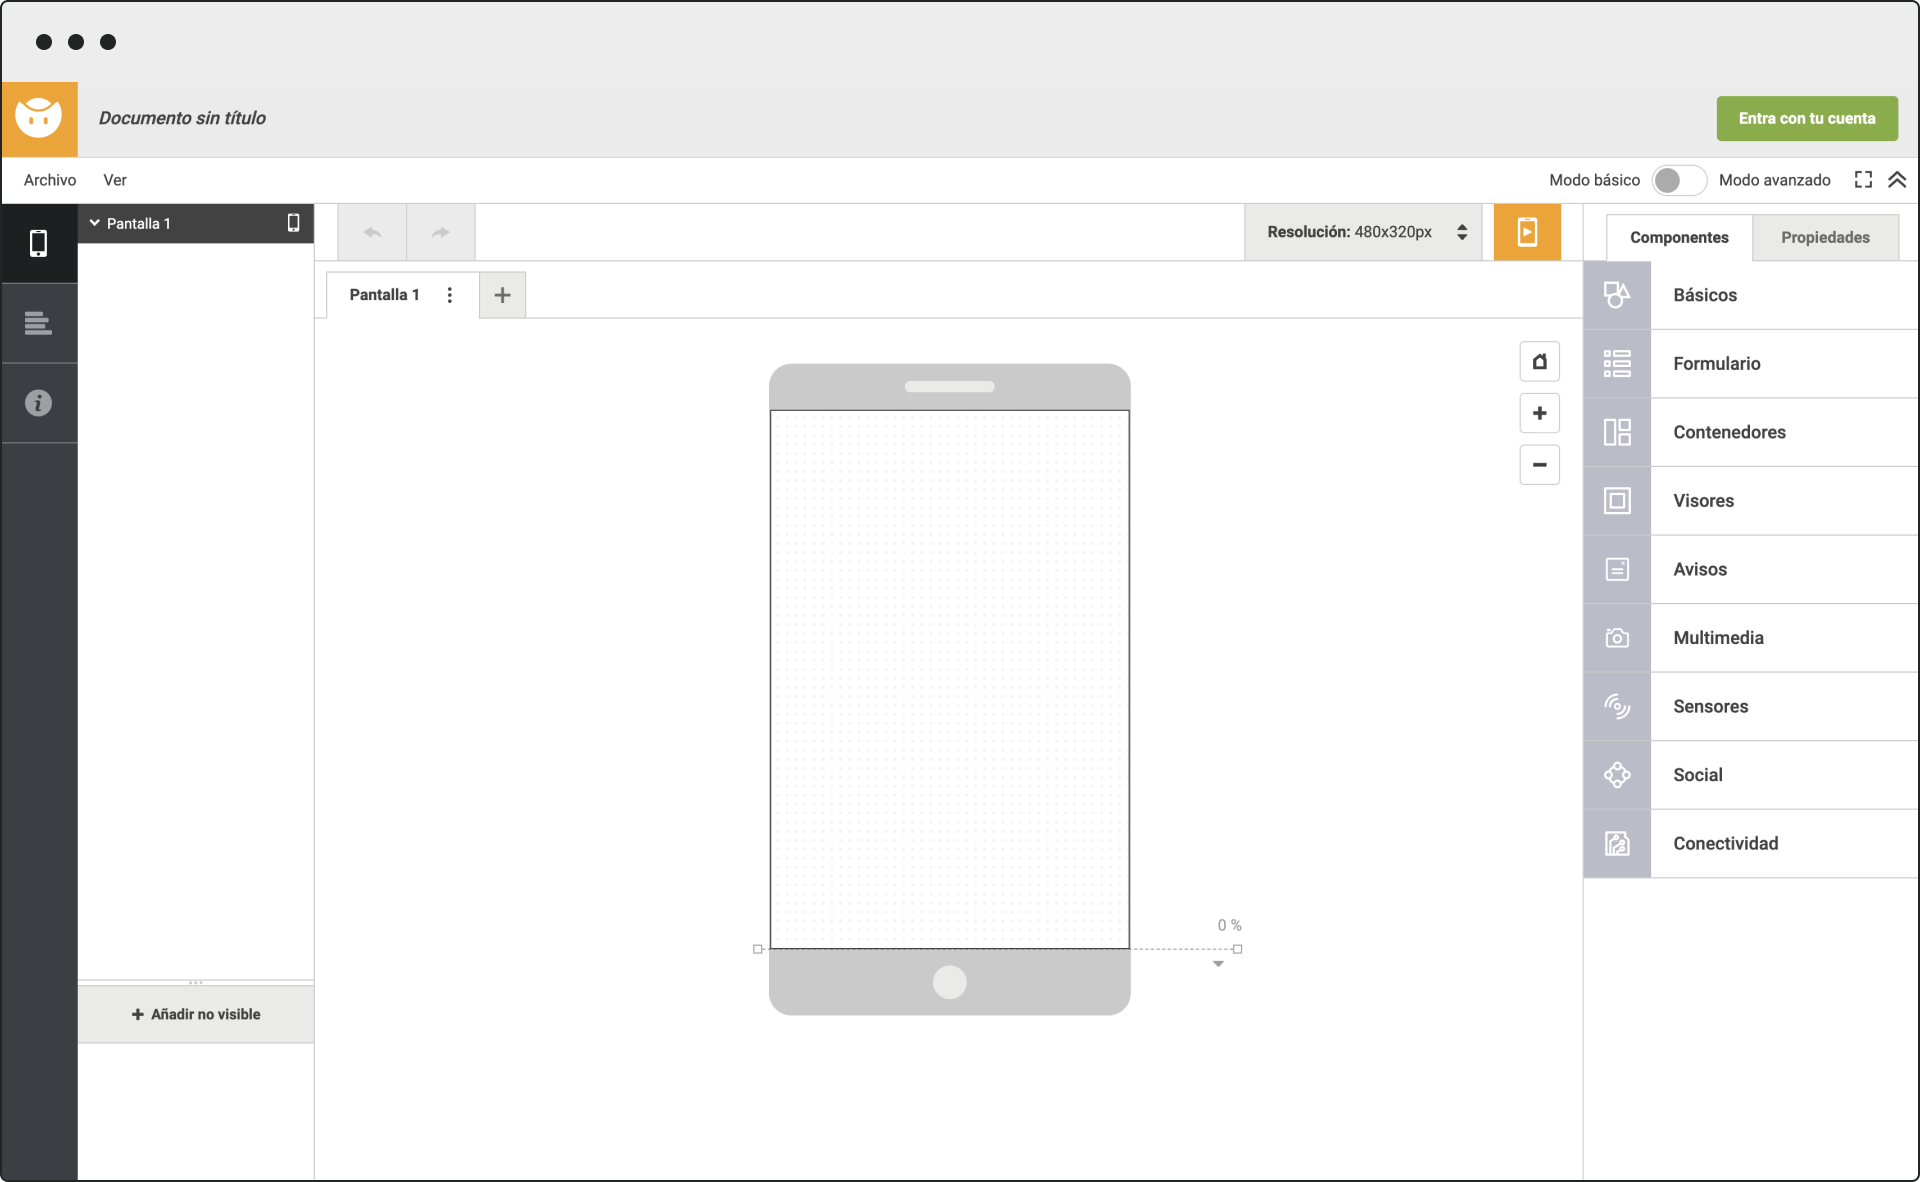 Documento sin título
Entra con tu cuenta
Archivo Ver
Modo básico Modo avanzado
Pantalla 1
Resolución: 480x320px
Componentes Propiedades
Pantalla 1
Básicos
Formulario
Contenedores
Visores
Avisos
Multimedia
Sensores
Social
Conectividad
0 %
Añadir no visible